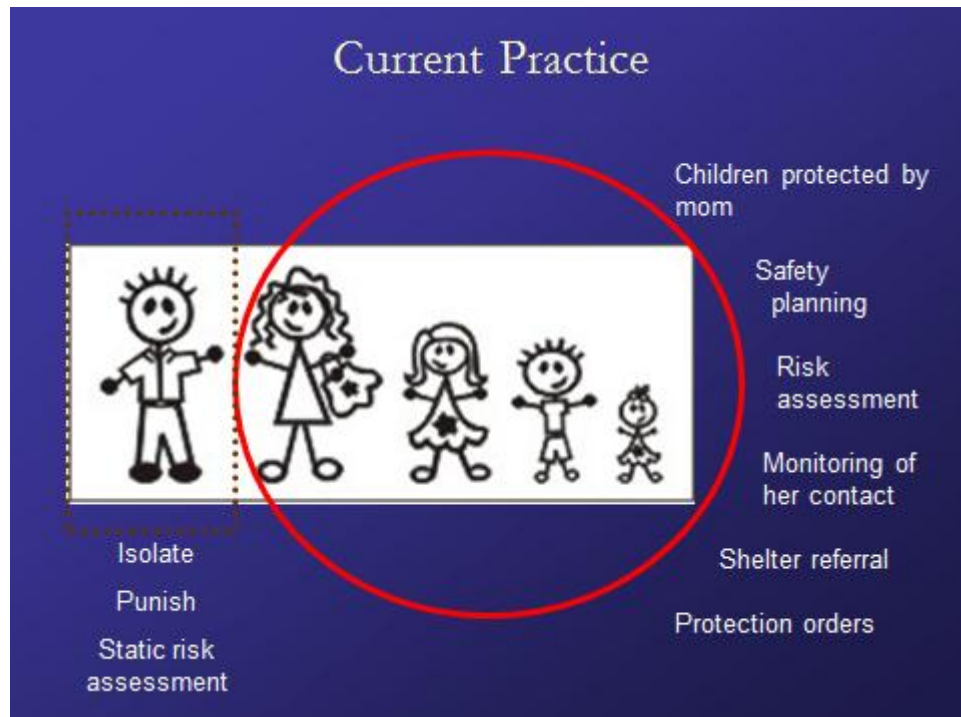 Current Practice
Children protected by
mom
Safety
planning
Risk
assessment
Monitoring of
her contact
Shelter referral
Protection orders
Isolate
Punish
Static risk
assessment